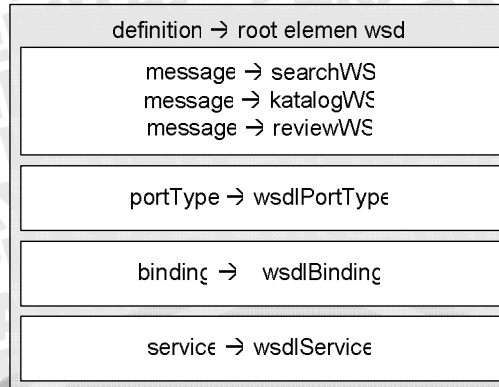 definition → root elemen wsd
message → searchWS
message → katalogWS
message → reviewWS
portType → wsdlPortType
binding → wsdlBinding
service → wsdlService